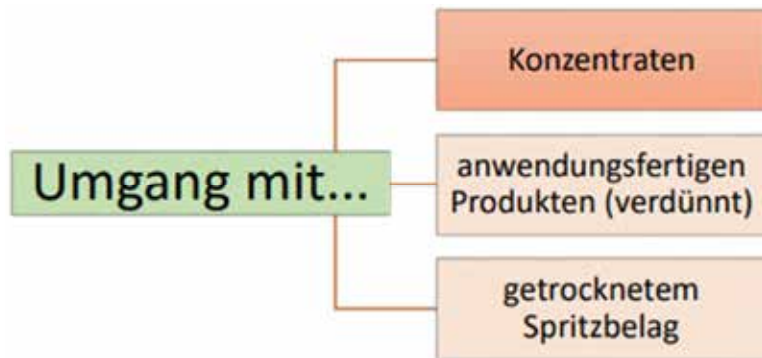 Umgang mit...
Konzentraten
anwendungsfertigen
Produkten (verdünnt)
getrocknetem
Spritzbelag